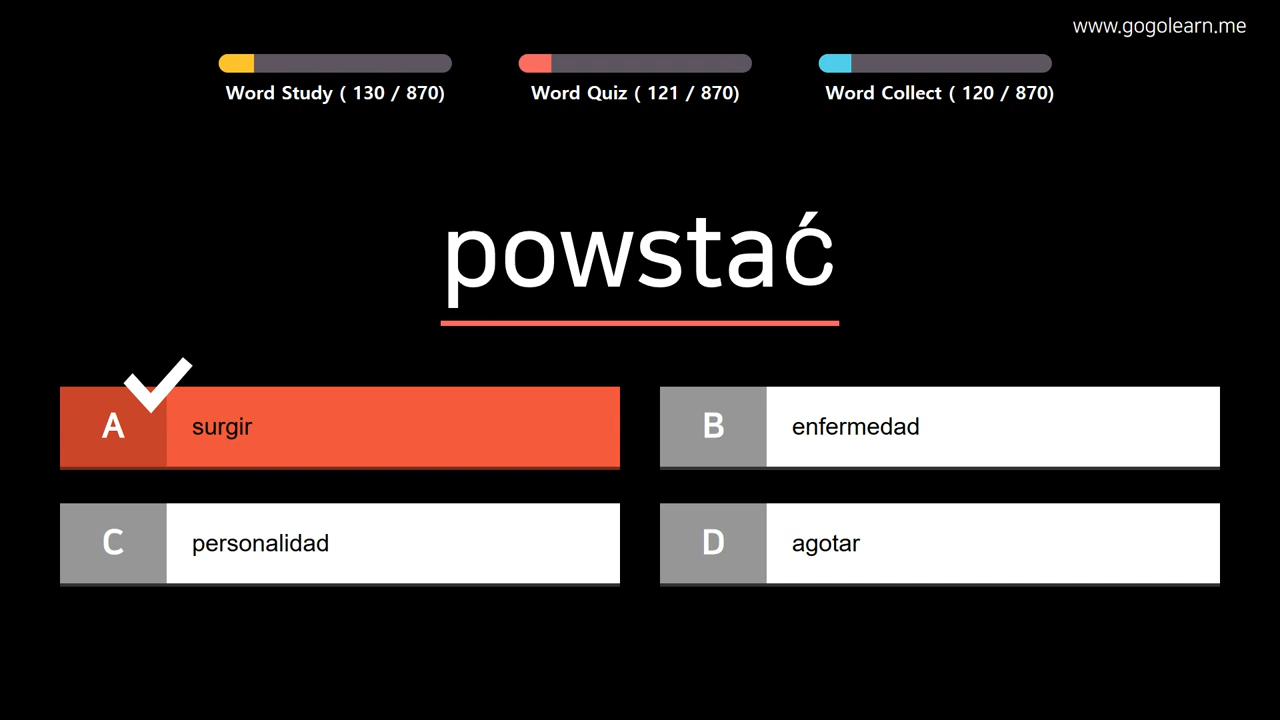 www.gogolearn.me
Word Study ( 130 / 870)
Word Quiz ( 121 / 870)
Word Collect ( 120 / 870)
powstać
A surgir
B enfermedad
C personalidad
D agotar